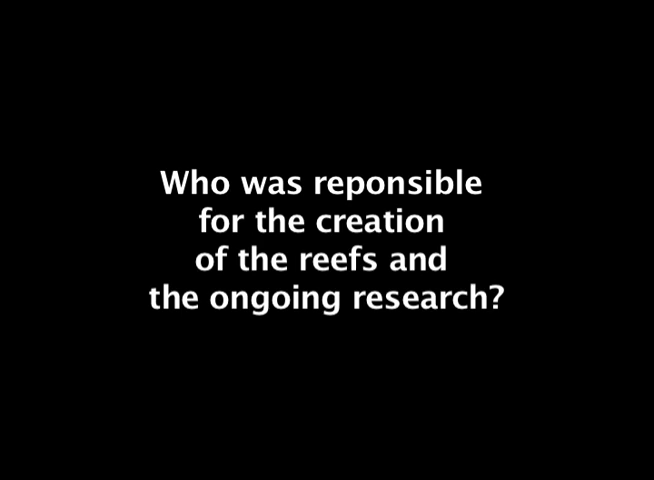 Who was reponsible
for the creation
of the reefs and
the ongoing research?